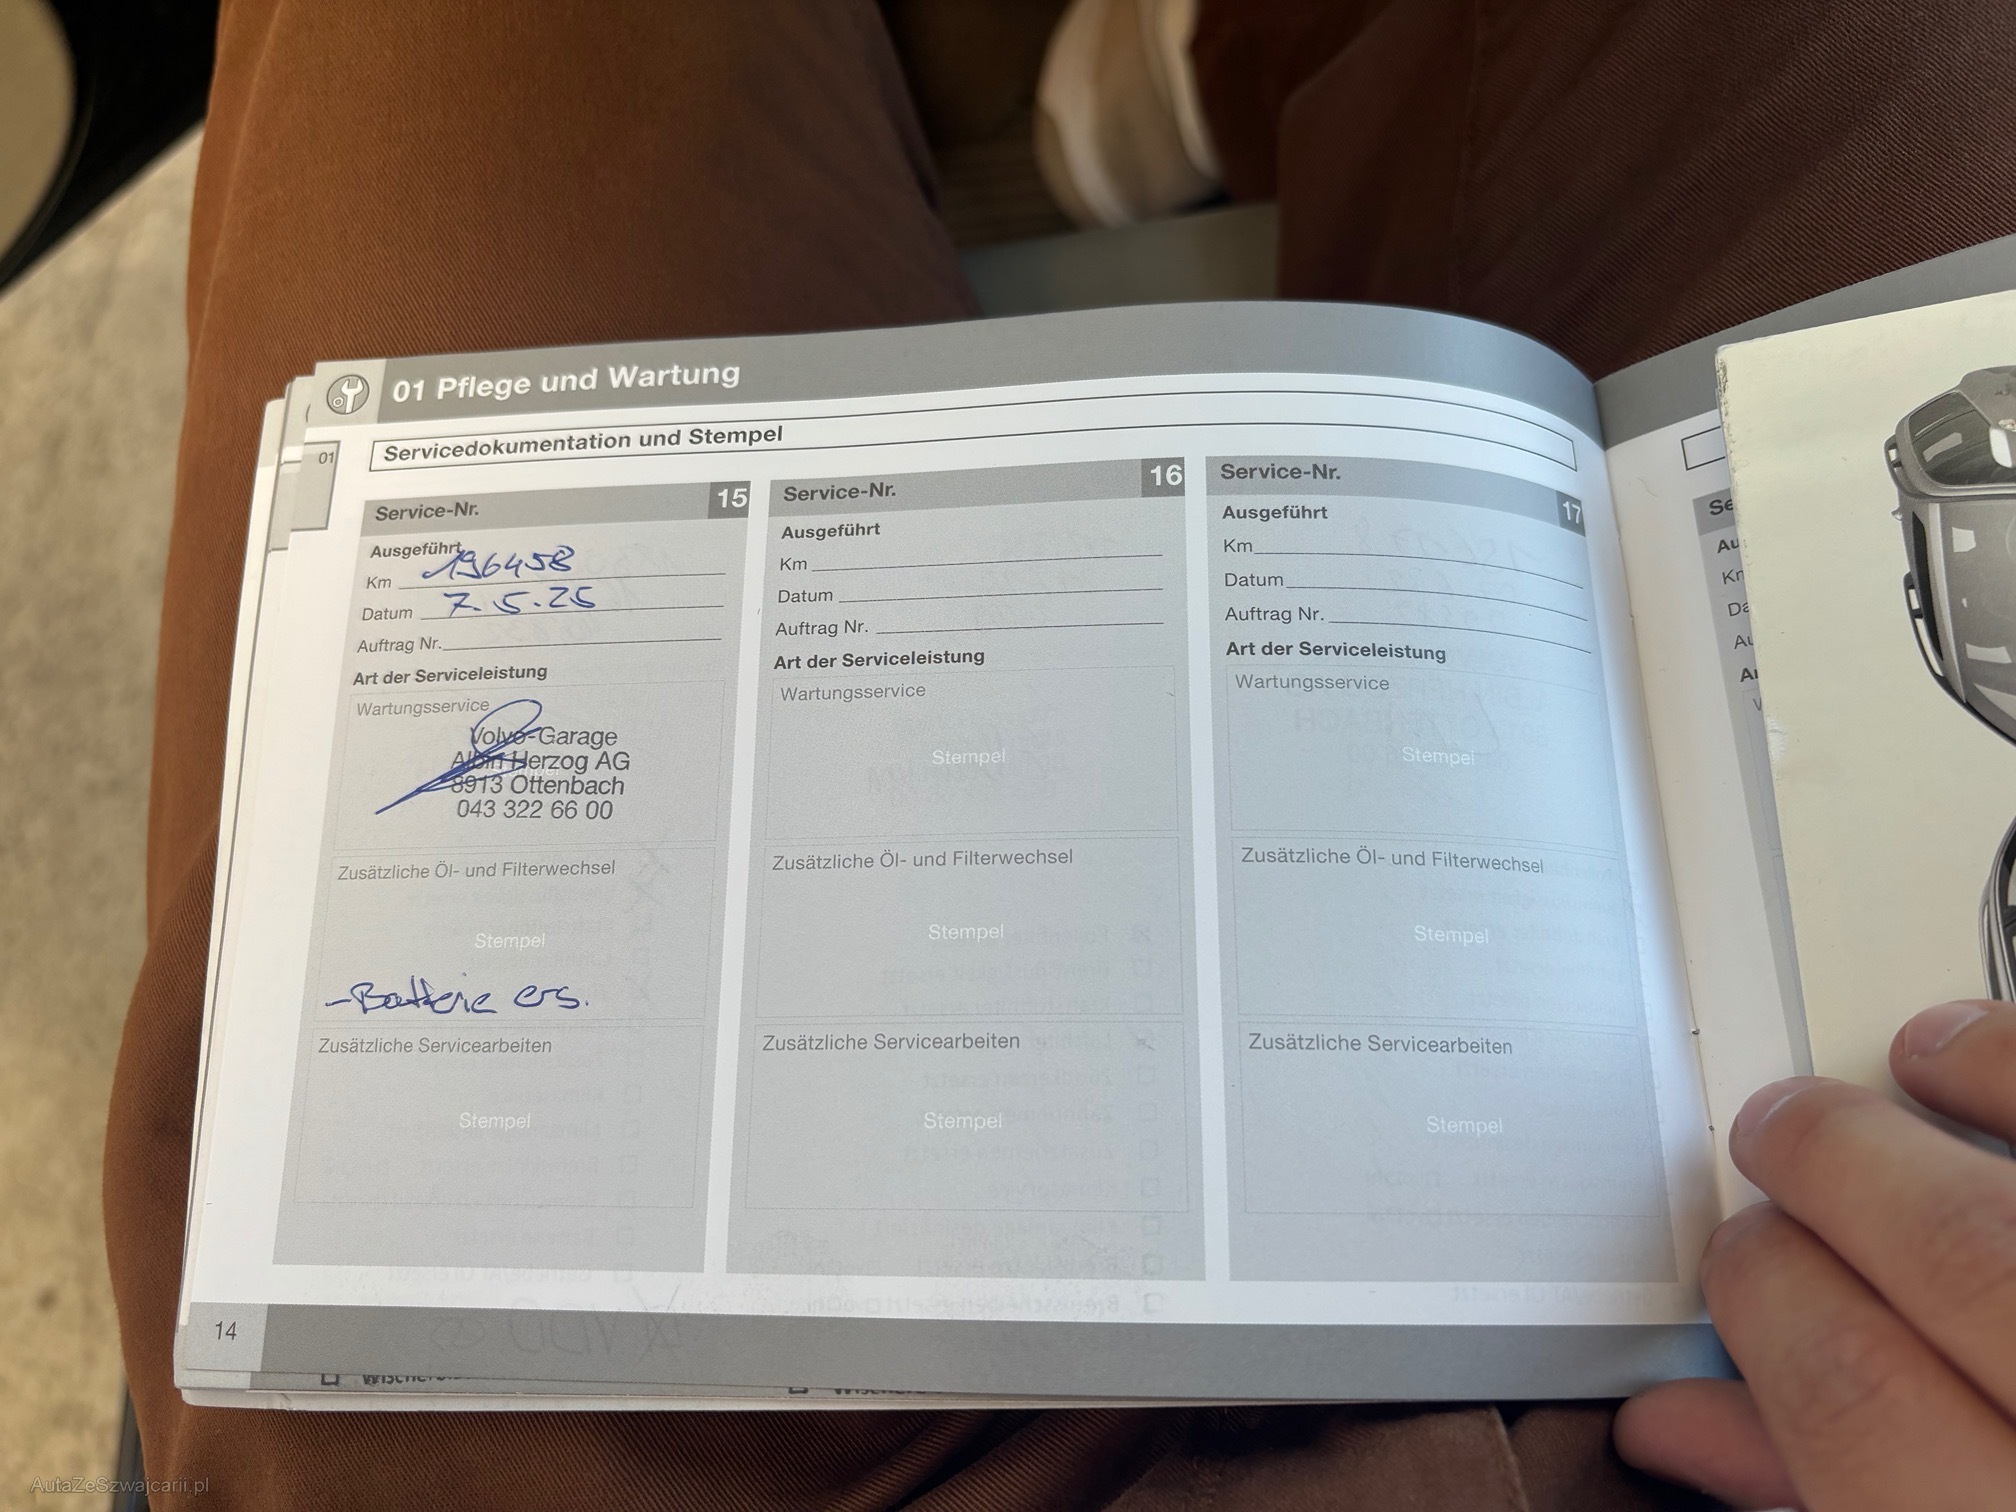 01 Pflege und Wartung
01
Servicedokumentation und Stempel
Service-Nr. 15
Ausgeführt
Km 196458
Datum 7.5.25
Auftrag Nr.
Art der Serviceleistung
Wartungsservice
Volvo-Garage
Albin Herzog AG
8913 Ottenbach
043 322 66 00
Zusätzliche Öl- und Filterwechsel
Stempel
-Batterie ers.
Zusätzliche Servicearbeiten
Stempel
Service-Nr. 16
Ausgeführt
Km
Datum
Auftrag Nr.
Art der Serviceleistung
Wartungsservice
Stempel
Zusätzliche Öl- und Filterwechsel
Stempel
Zusätzliche Servicearbeiten
Stempel
Service-Nr. 17
Ausgeführt
Km
Datum
Auftrag Nr.
Art der Serviceleistung
Wartungsservice
Stempel
Zusätzliche Öl- und Filterwechsel
Stempel
Zusätzliche Servicearbeiten
Stempel
14
AutaZeSzwajcarii.pl